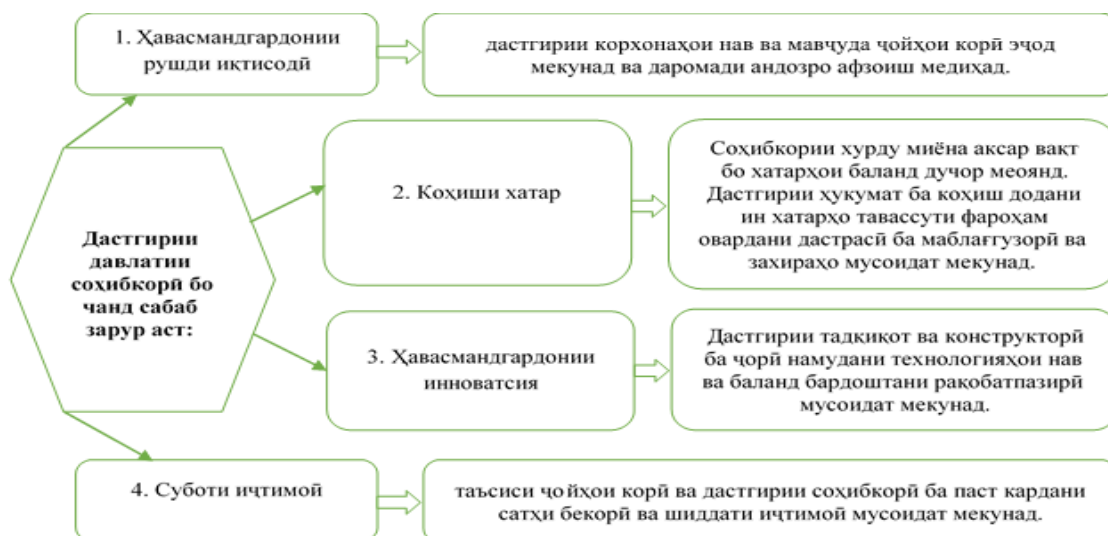 Дастгирии
давлатии
соҳибкорӣ бо
чанд сабаб
зарур аст:
1. Ҳавасмандгардонии
рушди иқтисодӣ
дастгирии корхонаҳои нав ва мавҷуда ҷойҳои корӣ эҷод
мекунад ва даромади андозро афзоиш медиҳад.
2. Коҳиши хатар
Соҳибкории хурду миёна аксар вақт
бо хатарҳои баланд дучор меоянд.
Дастгирии ҳукумат ба коҳиш додани
ин хатарҳо тавассути фароҳам
овардани дастрасӣ ба маблағгузорӣ ва
захираҳо мусоидат мекунад.
3. Ҳавасмандгардонии
инноватсия
Дастгирии тадқиқот ва конструкторӣ
ба ҷорӣ намудани технологияҳои нав
ва баланд бардоштани рақобатпазирӣ
мусоидат мекунад.
4. Суботи иҷтимоӣ
таъсиси ҷойҳои корӣ ва дастгирии соҳибкорӣ ба паст кардани
сатҳи бекорӣ ва шиддати иҷтимоӣ мусоидат мекунад.